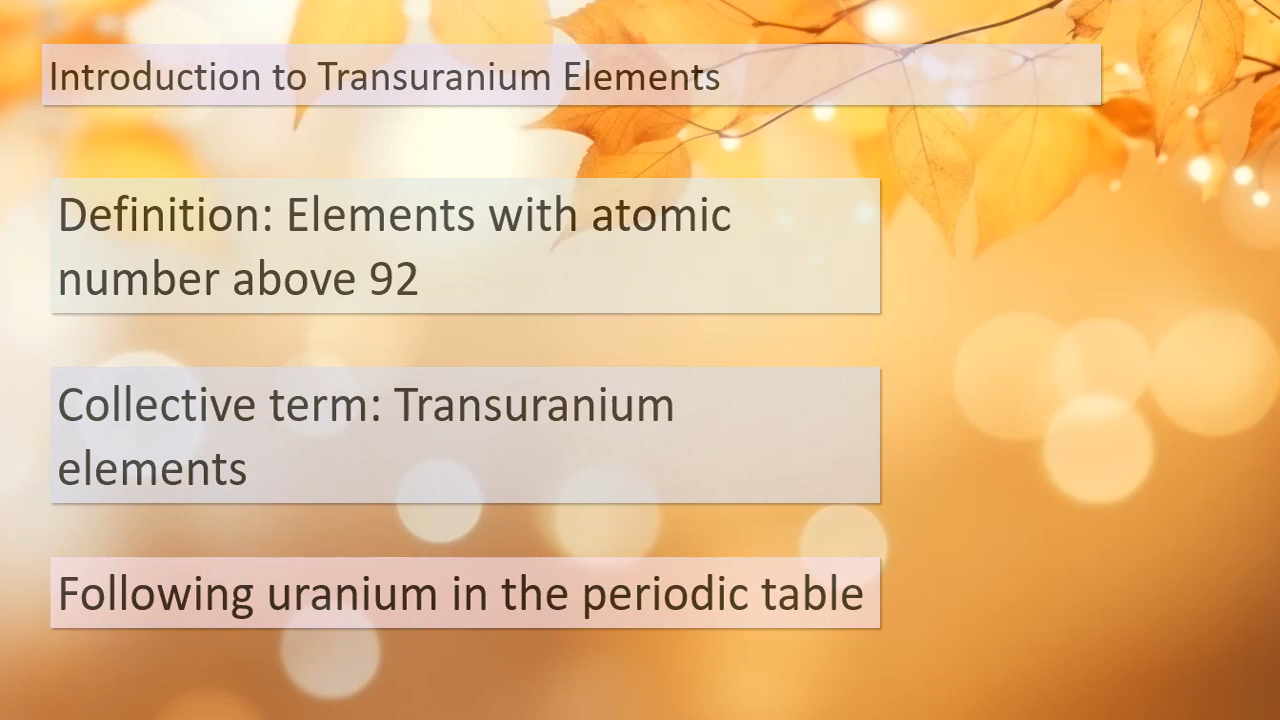 Introduction to Transuranium Elements
Definition: Elements with atomic
number above 92
Collective term: Transuranium
elements
Following uranium in the periodic table